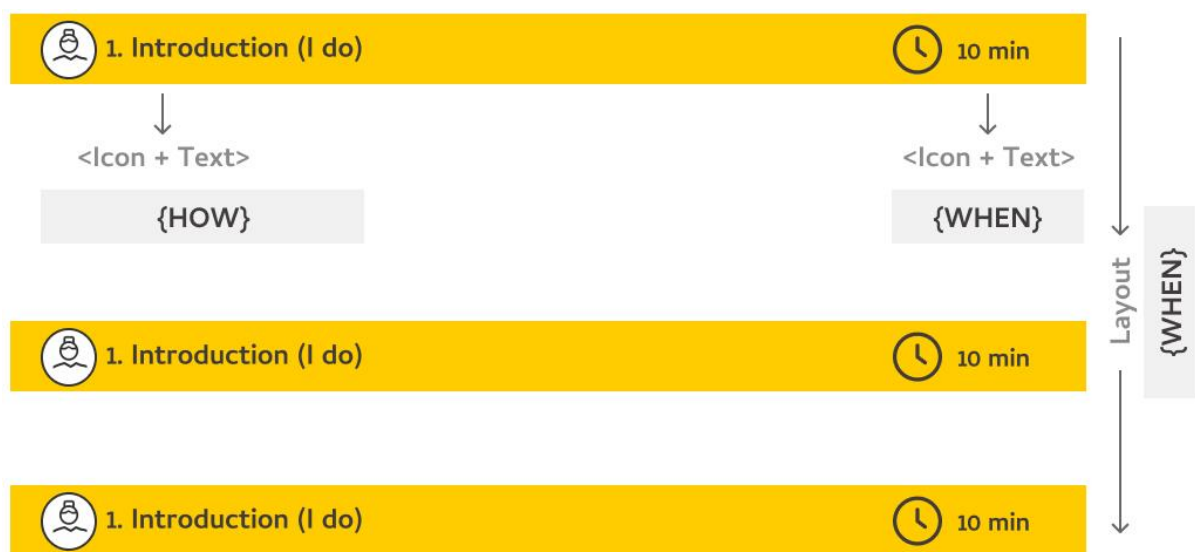 1. Introduction (I do)
10 min
<Icon + Text>
<Icon + Text>
{HOW}
{WHEN}
Layout
{WHEN}
1. Introduction (I do)
10 min
1. Introduction (I do)
10 min